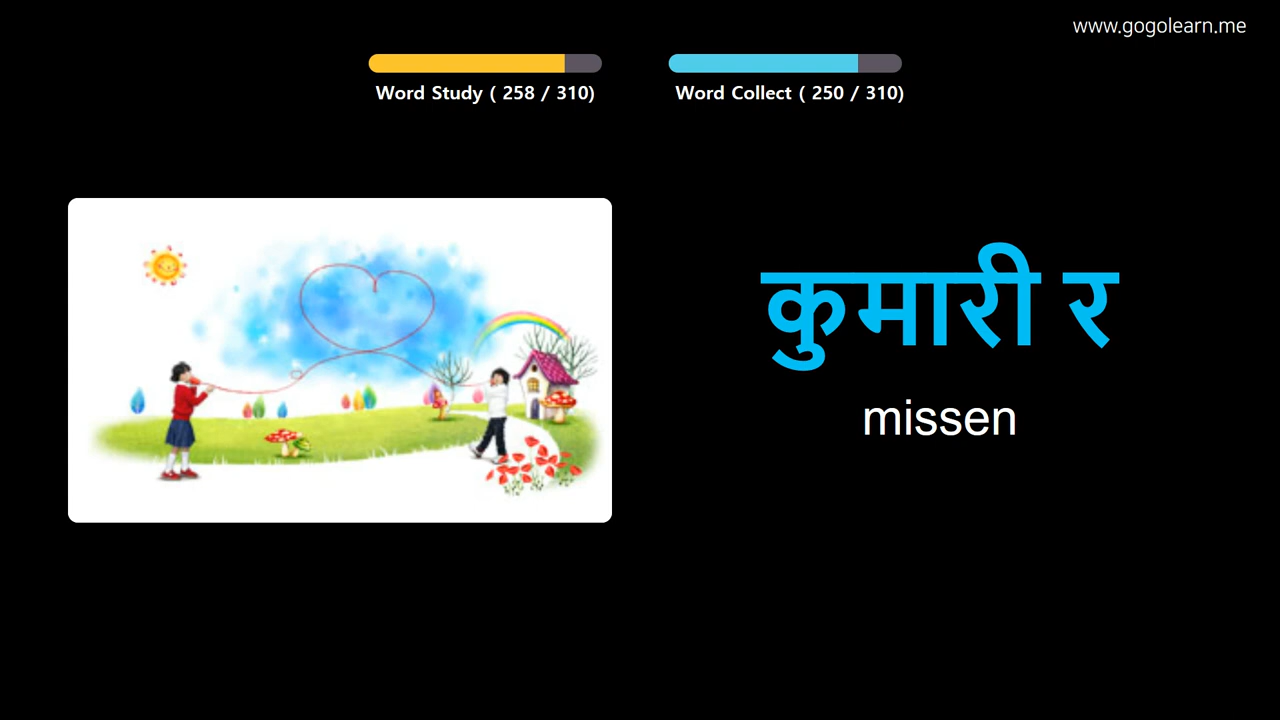 www.gogolearn.me
Word Study ( 258 / 310)
Word Collect ( 250 / 310)
कुमारी र
missen